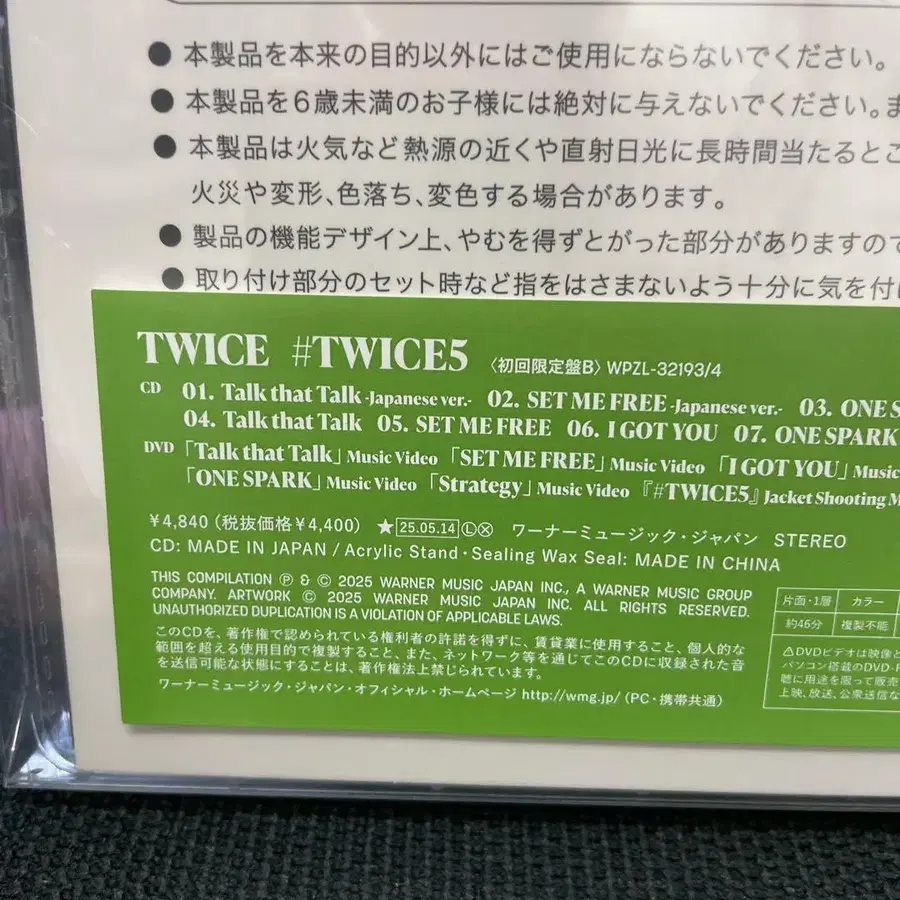 ● 本製品を本来の目的以外にはご使用にならないでください。
● 本製品を6歳未満のお子様には絶対に与えないでください。ま
● 本製品は火気など熱源の近くや直射日光に長時間当たるとこ
火災や変形、色落ち、変色する場合があります。
● 製品の機能デザイン上、やむを得ずとがった部分がありますので
● 取り付け部分のセット時など指をはさまないよう十分に気を付け
TWICE #TWICE5 〈初回限定盤B〉 WPZL-32193/4
CD 01. Talk that Talk -Japanese ver.- 02. SET ME FREE -Japanese ver.- 03. ONE S
04. Talk that Talk 05. SET ME FREE 06. I GOT YOU 07. ONE SPARK
DVD 「Talk that Talk」 Music Video 「SET ME FREE」 Music Video 「I GOT YOU」 Music
「ONE SPARK」 Music Video 「Strategy」 Music Video 『#TWICE5』 Jacket Shooting M
¥4,840 (税抜価格¥4,400) ★ 25.05.14 Ⓛⓧ ワーナーミュージック・ジャパン STEREO
CD: MADE IN JAPAN / Acrylic Stand・Sealing Wax Seal: MADE IN CHINA
THIS COMPILATION Ⓟ & © 2025 WARNER MUSIC JAPAN INC., A WARNER MUSIC GROUP
COMPANY. ARTWORK © 2025 WARNER MUSIC JAPAN INC. ALL RIGHTS RESERVED.
UNAUTHORIZED DUPLICATION IS A VIOLATION OF APPLICABLE LAWS.
このCDを、著作権で認められている権利者の許諾を得ずに、賃貸業に使用すること、個人的な
範囲を超える使用目的で複製すること、また、ネットワーク等を通じてこのCDに収録された音
を送信可能な状態にすることは、著作権法上禁じられています。
ワーナーミュージック・ジャパン・オフィシャル・ホームページ http://wmg.jp/ (PC・携帯共通)
片面・1層 カラー
約46分 複製不能
⚠DVDビデオは映像と
パソコン搭載のDVD-
聴に用途を限って販売
上映、放送、公衆送信な